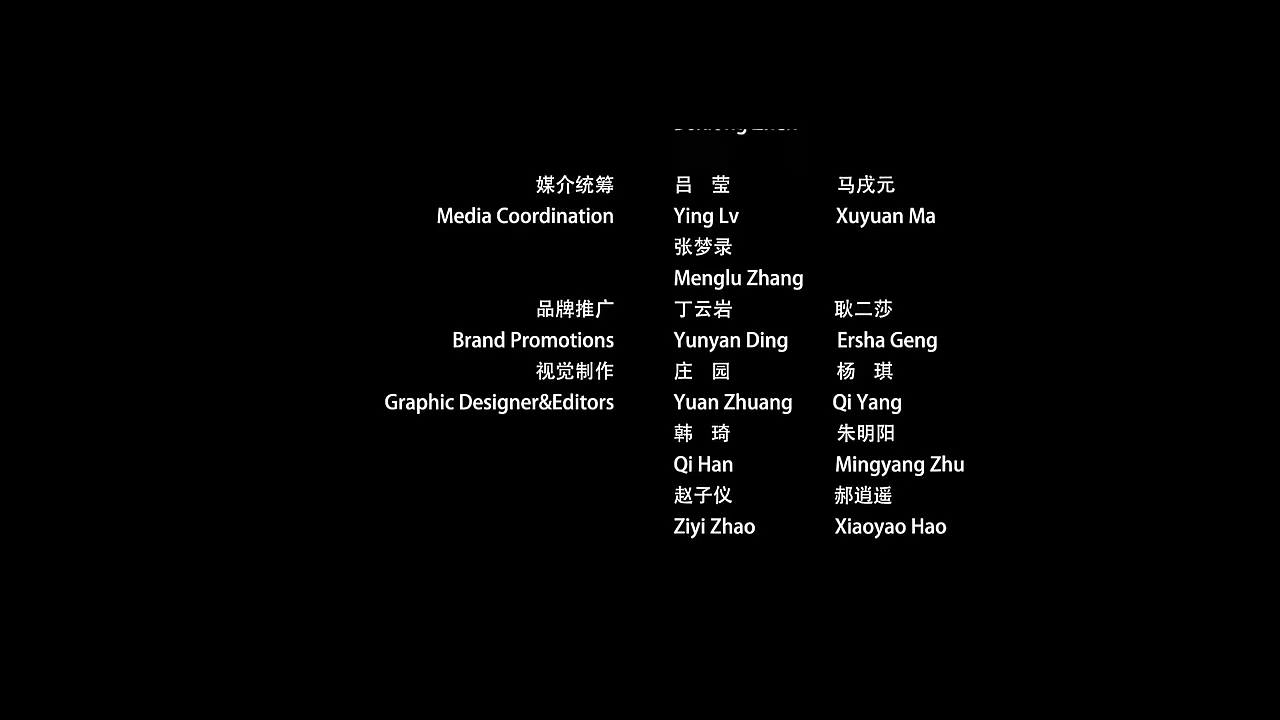 媒介统筹 吕 莹 马戌元
Media Coordination Ying Lv Xuyuan Ma
张梦录
Menglu Zhang
品牌推广 丁云岩 耿二莎
Brand Promotions Yunyan Ding Ersha Geng
视觉制作 庄 园 杨 琪
Graphic Designer&Editors Yuan Zhuang Qi Yang
韩 琦 朱明阳
Qi Han Mingyang Zhu
赵子仪 郝逍遥
Ziyi Zhao Xiaoyao Hao